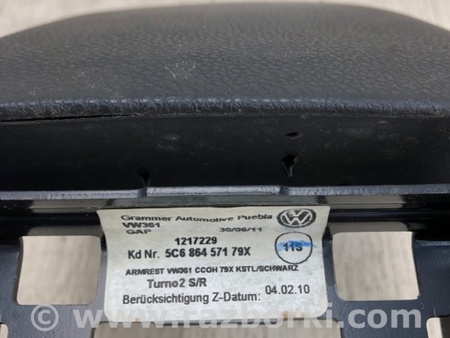 Grammer Automotive Puebla
VW361 30/06/11
GAP
1217229
Kd Nr. 5C6 864 571 79X
11S
ARMREST VW361 CCOH 79X KSTL/SCHWARZ
Turno2 S/R
Berücksichtigung Z-Datum: 04.02.10
www.razborki.com